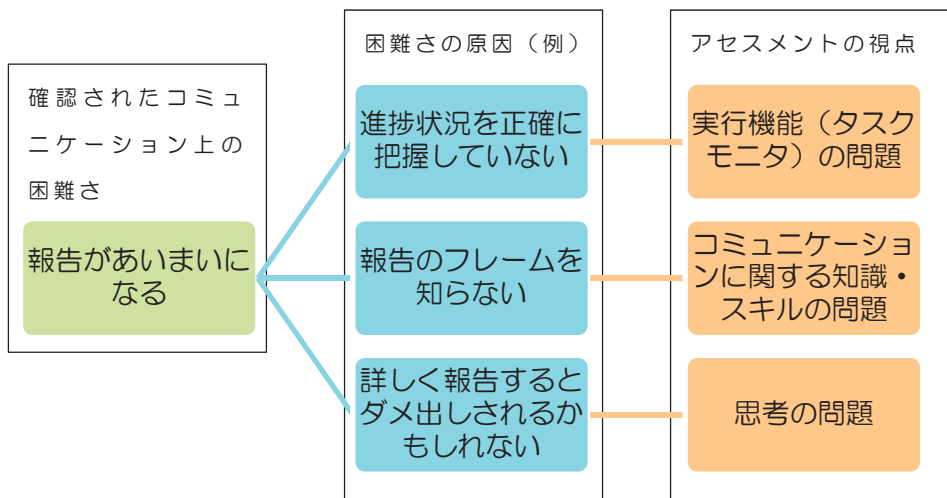 確認されたコミュ
ニケーション上の
困難さ
報告があいまいに
なる
困難さの原因（例）
進捗状況を正確に
把握していない
報告のフレームを
知らない
詳しく報告すると
ダメ出しされるか
もしれない
アセスメントの視点
実行機能（タスク
モニタ）の問題
コミュニケーショ
ンに関する知識・
スキルの問題
思考の問題